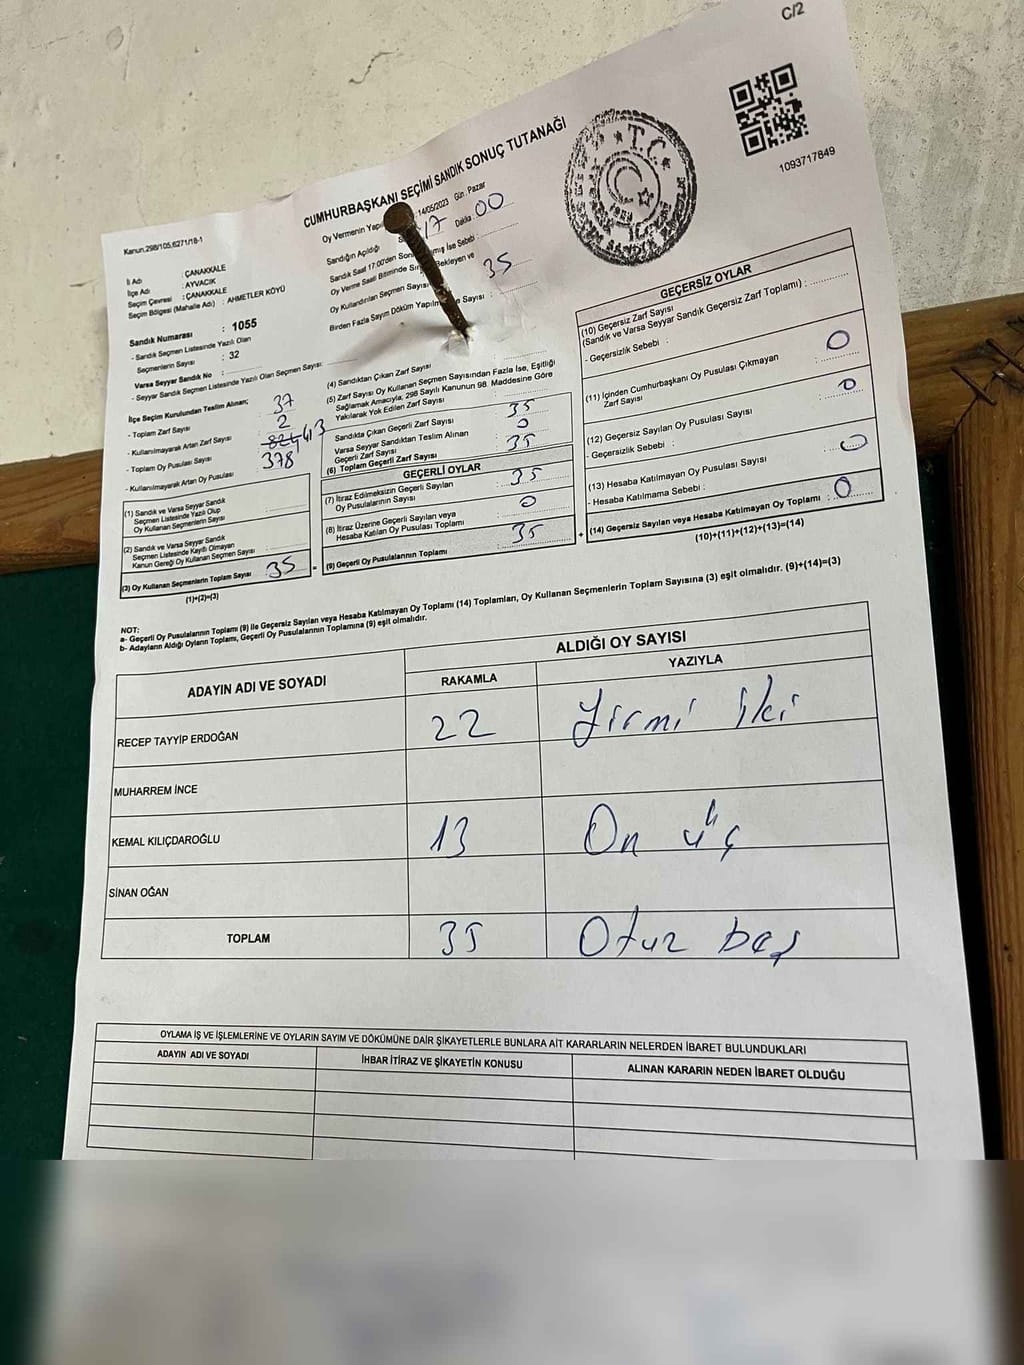 C/2
1093717849
CUMHURBAŞKANI SEÇİMİ SANDIK SONUÇ TUTANAĞI
Kanun.298/105,6271/18-1
İl Adı : ÇANAKKALE
İlçe Adı : AYVACIK
Seçim Çevresi : ÇANAKKALE
Seçim Bölgesi (Mahalle Adı) : AHMETLER KÖYÜ
Sandık Numarası : 1055
- Sandık Seçmen Listesinde Yazılı Olan
Seçmenlerin Sayısı : 32
Varsa Seyyar Sandık No :
- Seyyar Sandık Seçmen Listesinde Yazılı Olan Seçmen Sayısı:
İlçe Seçim Kurulundan Teslim Alınan;
- Toplam Zarf Sayısı 37
- Kullanılmayarak Artan Zarf Sayısı 2
- Toplam Oy Pusulası Sayısı 413
- Kullanılmayarak Artan Oy Pusulası 378
(1) Sandık ve Varsa Seyyar Sandık
Seçmen Listesinde Yazılı Olup
Oy Kullanan Seçmenlerin Sayısı
(2) Sandık ve Varsa Seyyar Sandık
Seçmen Listesinde Kayıtlı Olmayan
Kanun Gereği Oy Kullanan Seçmen Sayısı
(3) Oy Kullanan Seçmenlerin Toplam Sayısı 35
(1)+(2)=(3)
Oy Vermenin 14/05/2023 Gün : Pazar
Sandığın Açıldığı 17 Dakika : 00
Sandık Saat 17:00'den İse Sebebi :
Oy Verme Saati Bitiminde Bekleyen ve
Oy Kullandırılan Seçmen Sayısı 35
Birden Fazla Sayım Döküm Sayısı :
(4) Sandıktan Çıkan Zarf Sayısı
(5) Zarf Sayısı Oy Kullanan Seçmen Sayısından Fazla İse, Eşitliği
Sağlamak Amacıyla; 298 Sayılı Kanunun 98. Maddesine Göre
Yakılarak Yok Edilen Zarf Sayısı
Sandıkta Çıkan Geçerli Zarf Sayısı 35
Varsa Seyyar Sandıktan Teslim Alınan
Geçerli Zarf Sayısı 0
(6) Toplam Geçerli Zarf Sayısı 35
GEÇERLİ OYLAR
(7) İtiraz Edilmeksizin Geçerli Sayılan
Oy Pusulalarının Sayısı 35
(8) İtiraz Üzerine Geçerli Sayılan veya
Hesaba Katılan Oy Pusulası Toplamı 0
(9) Geçerli Oy Pusulalarının Toplamı 35
GEÇERSİZ OYLAR
(10) Geçersiz Zarf Sayısı
(Sandık ve Varsa Seyyar Sandık Geçersiz Zarf Toplamı) :
- Geçersizlik Sebebi : 0
(11) İçinden Cumhurbaşkanı Oy Pusulası Çıkmayan
Zarf Sayısı 0
(12) Geçersiz Sayılan Oy Pusulası Sayısı
- Geçersizlik Sebebi : 0
(13) Hesaba Katılmayan Oy Pusulası Sayısı
- Hesaba Katılmama Sebebi :
(14) Geçersiz Sayılan veya Hesaba Katılmayan Oy Toplamı : 0
(10)+(11)+(12)+(13)=(14)
NOT:
a- Geçerli Oy Pusulalarının Toplamı (9) ile Geçersiz Sayılan veya Hesaba Katılmayan Oy Toplamı (14) Toplamları, Oy Kullanan Seçmenlerin Toplam Sayısına (3) eşit olmalıdır. (9)+(14)=(3)
b- Adayların Aldığı Oyların Toplamı, Geçerli Oy Pusulalarının Toplamına (9) eşit olmalıdır.
ADAYIN ADI VE SOYADI
ALDIĞI OY SAYISI
RAKAMLA YAZIYLA
RECEP TAYYİP ERDOĞAN 22 Yirmi iki
MUHARREM İNCE
KEMAL KILIÇDAROĞLU 13 On üç
SİNAN OĞAN
TOPLAM 35 Otuz beş
OYLAMA İŞ VE İŞLEMLERİNE VE OYLARIN SAYIM VE DÖKÜMÜNE DAİR ŞİKAYETLERLE BUNLARA AİT KARARLARIN NELERDEN İBARET BULUNDUKLARI
ADAYIN ADI VE SOYADI İHBAR İTİRAZ VE ŞİKAYETİN KONUSU ALINAN KARARIN NEDEN İBARET OLDUĞU